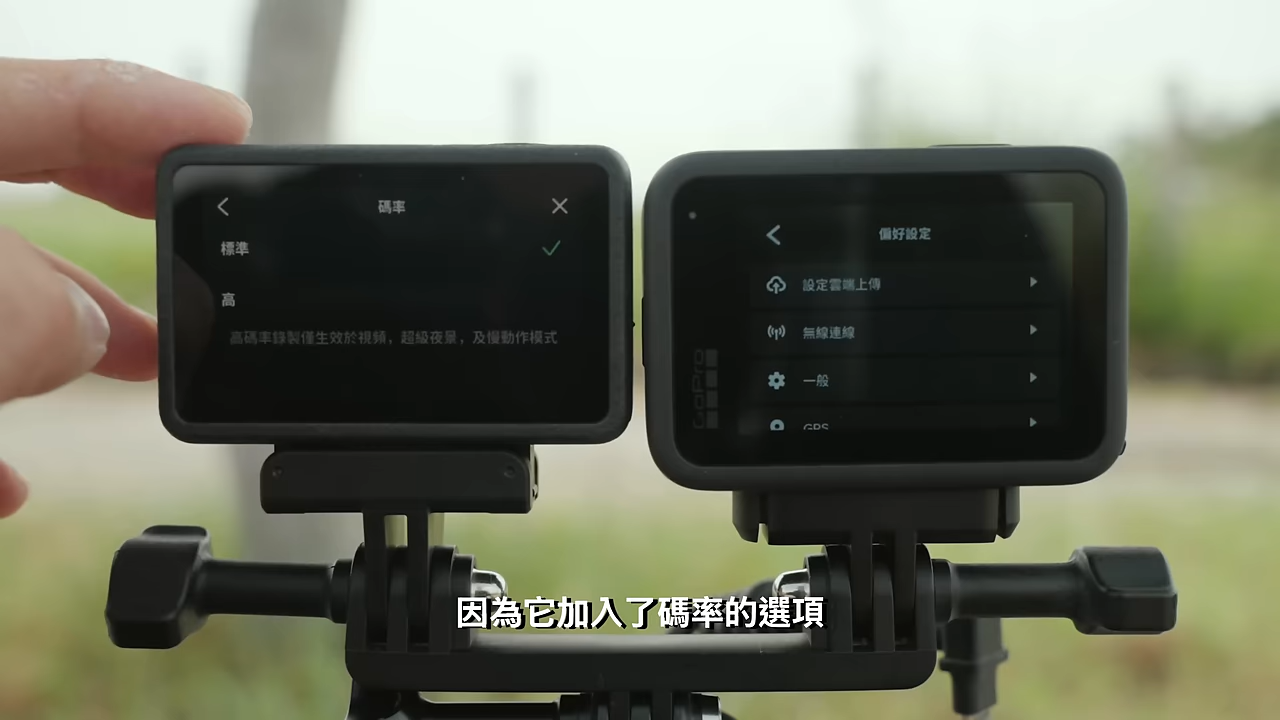 碼率
標準
高
高碼率錄製僅生效於視頻，超級夜景，及慢動作模式
偏好設定
設定雲端上傳
無線連線
一般
GPS
GoPro
因為它加入了碼率的選項